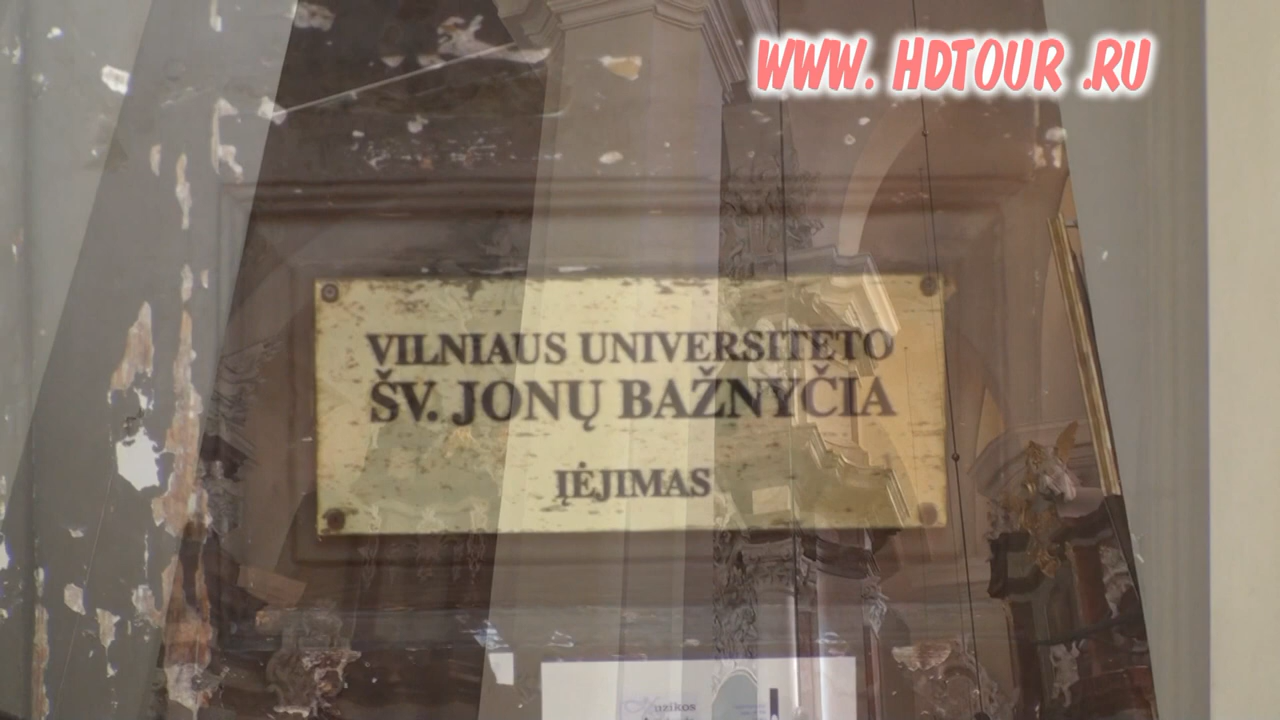 WWW. HDTOUR .RU
VILNIAUS UNIVERSITETO
ŠV. JONŲ BAŽNYČIA
ĮĖJIMAS